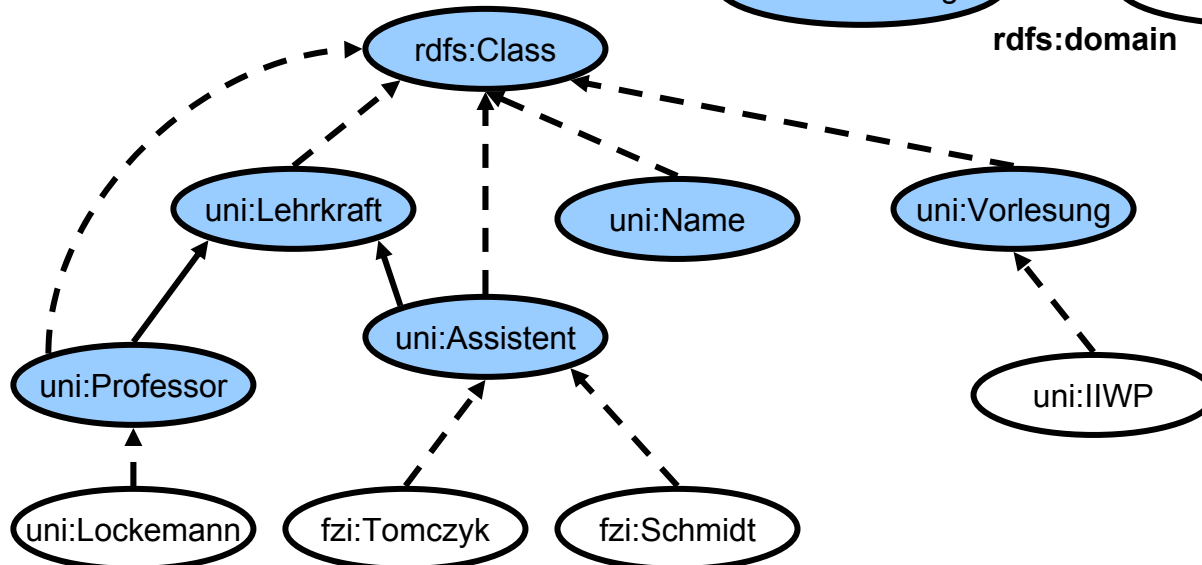 rdfs:Class
rdfs:domain
uni:Lehrkraft
uni:Name
uni:Vorlesung
uni:Assistent
uni:Professor
uni:IIWP
uni:Lockemann
fzi:Tomczyk
fzi:Schmidt